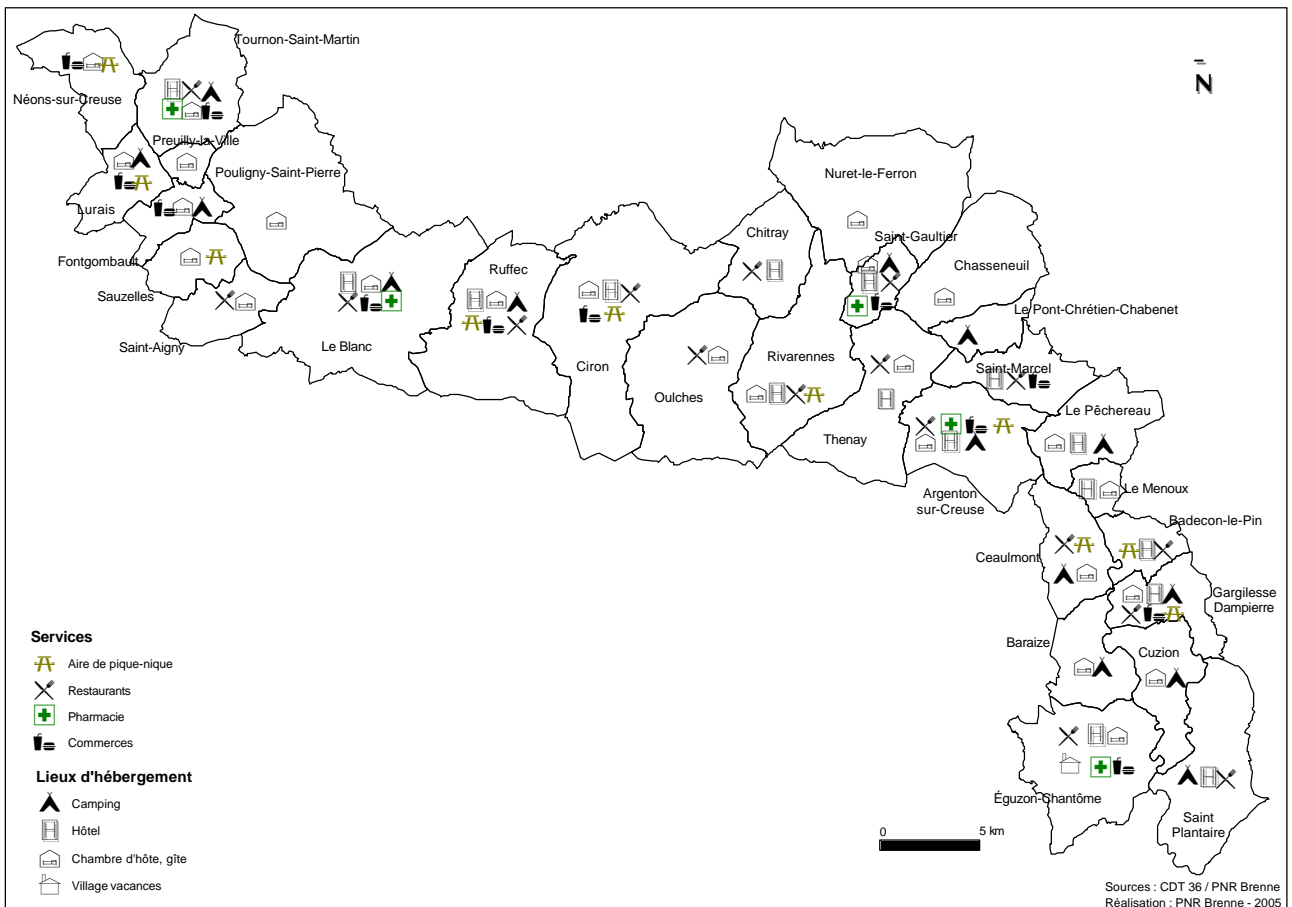 Tournon-Saint-Martin
N
Néons-sur-Creuse
Preuilly-la-Ville
Pouligny-Saint-Pierre
Nuret-le-Ferron
Lurais
Chitray
Saint-Gaultier
Fontgombault
Ruffec
Chasseneuil
Sauzelles
Le Pont-Chrétien-Chabenet
Saint-Aigny
Le Blanc
Ciron
Rivarennes
Saint-Marcel
Oulches
Le Pêchereau
Thenay
Argenton
sur-Creuse
Le Menoux
Badecon-le-Pin
Ceaulmont
Gargilesse
Dampierre
Baraize
Cuzion
Éguzon-Chantôme
Saint
Plantaire
Services
Aire de pique-nique
Restaurants
Pharmacie
Commerces
Lieux d'hébergement
Camping
Hôtel
Chambre d'hôte, gîte
Village vacances
0 5 km
Sources : CDT 36 / PNR Brenne
Réalisation : PNR Brenne - 2005